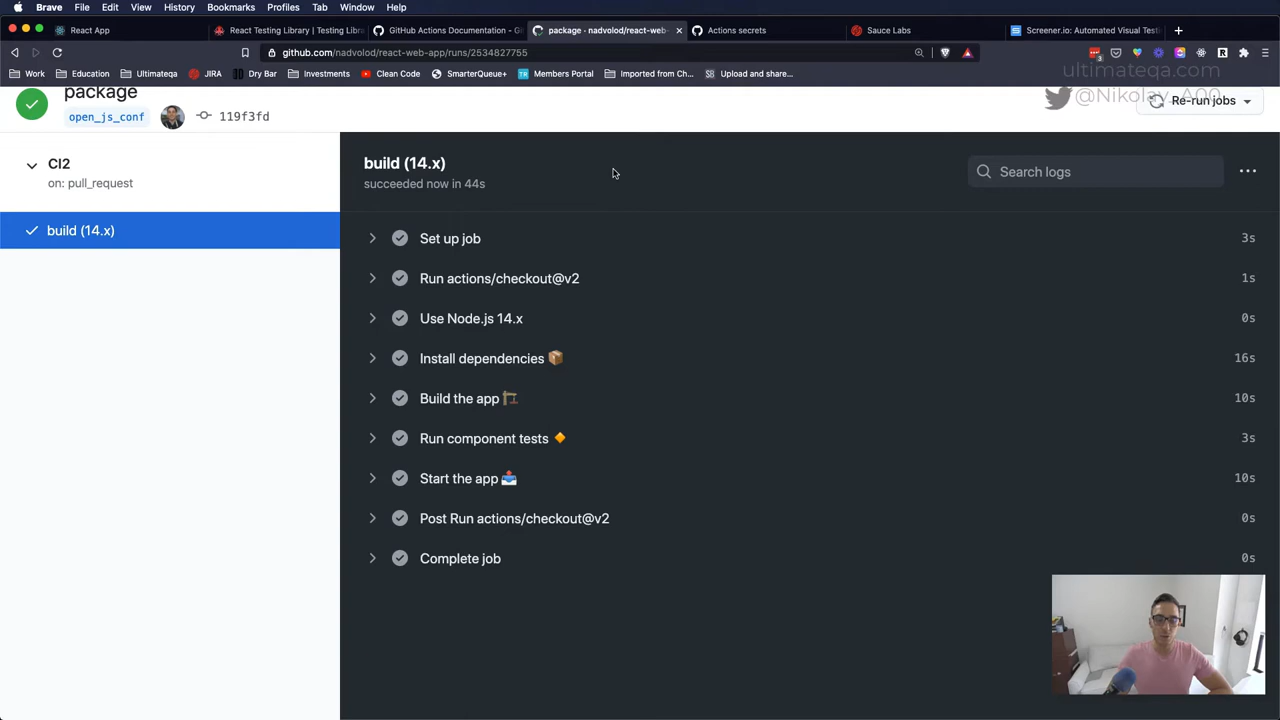 Brave File Edit View History Bookmarks Profiles Tab Window Help
React App
React Testing Library | Testing Lib
GitHub Actions Documentation - Gi
package · nadvolod/react-web-
Actions secrets
Sauce Labs
Screener.io: Automated Visual Testi
github.com/nadvolod/react-web-app/runs/2534827755
Work
Education
Ultimateqa
JIRA
Dry Bar
Investments
Clean Code
SmarterQueue+
Members Portal
Imported from Ch...
Upload and share...
ultimateqa.com
@Nikolay_A00
package
open_js_conf
119f3fd
Re-run jobs
CI2
on: pull_request
build (14.x)
build (14.x)
succeeded now in 44s
Search logs
Set up job 3s
Run actions/checkout@v2 1s
Use Node.js 14.x 0s
Install dependencies 📦 16s
Build the app 🏗️ 10s
Run component tests 🔸 3s
Start the app 📤 10s
Post Run actions/checkout@v2 0s
Complete job 0s